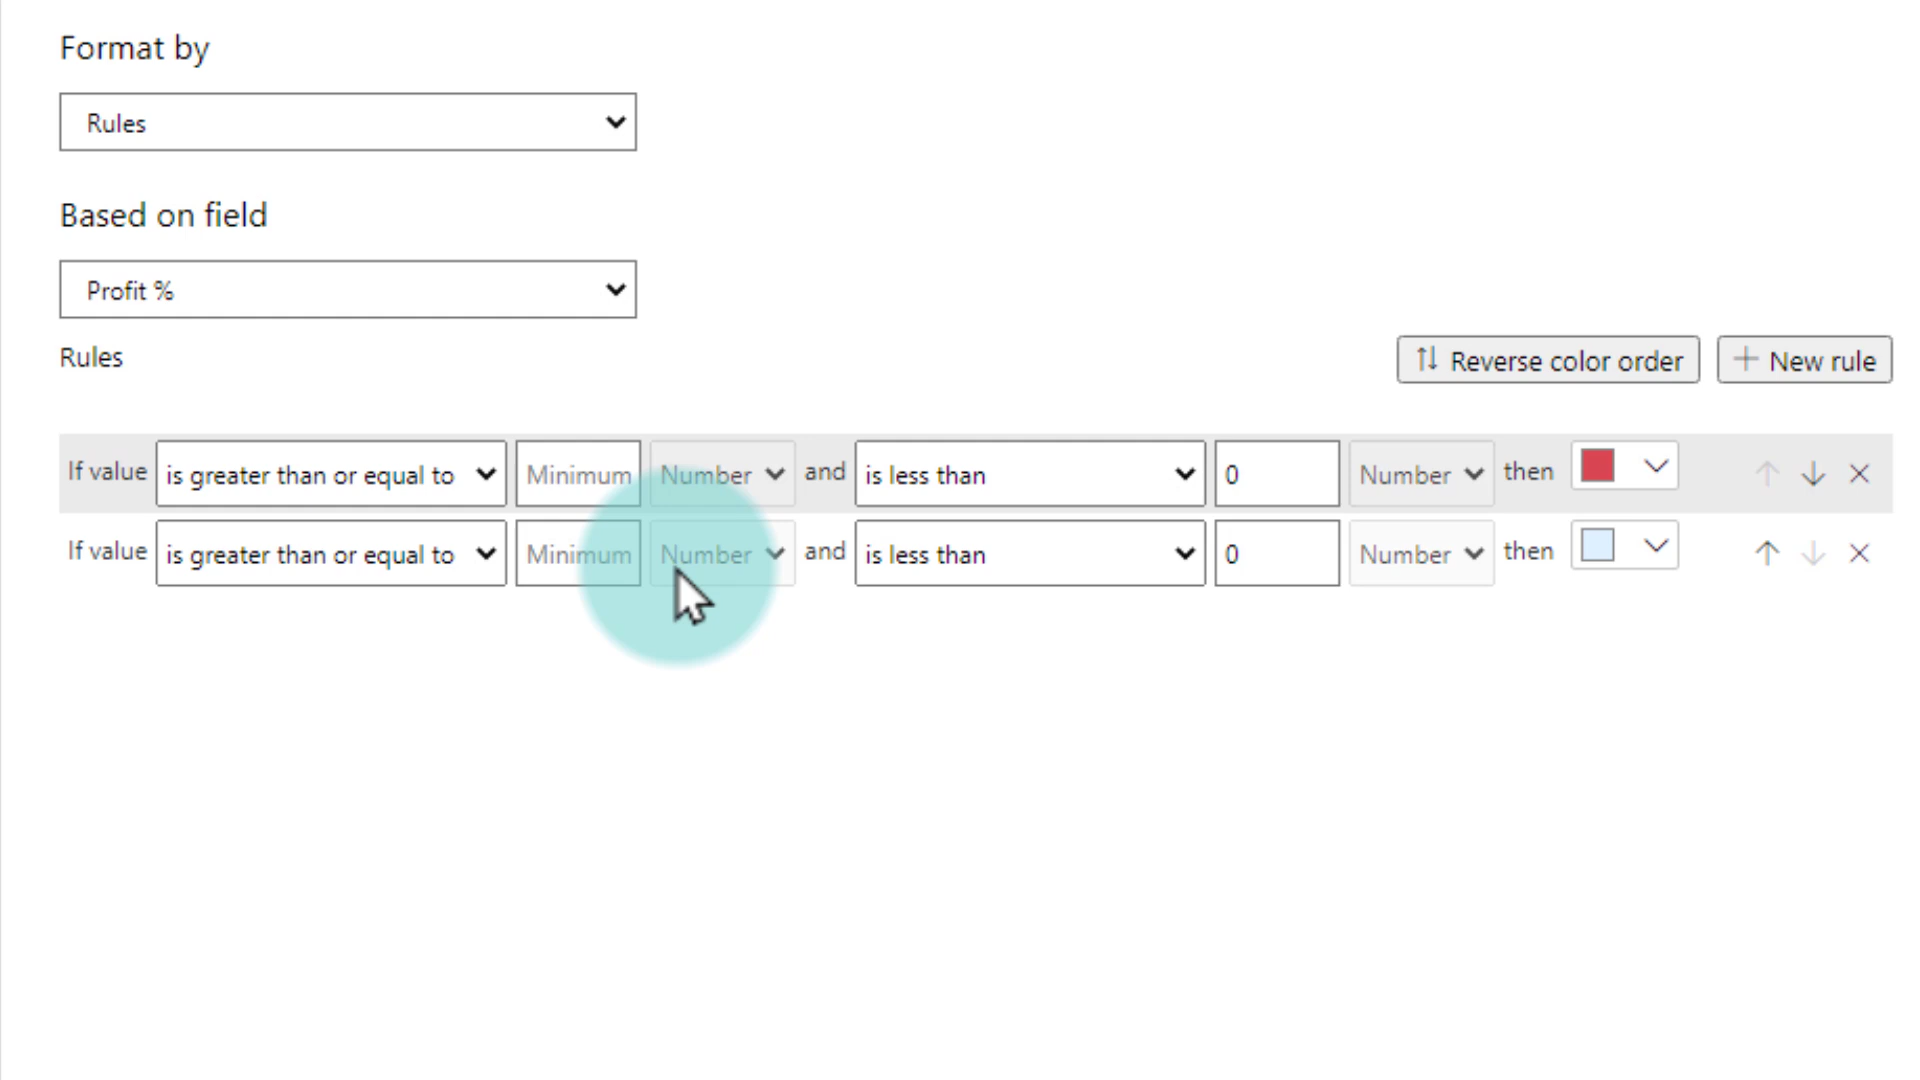 Format by
Rules
Based on field
Profit %
Rules
Reverse color order
New rule
If value is greater than or equal to Minimum Number and is less than 0 Number then
If value is greater than or equal to Minimum Number and is less than 0 Number then